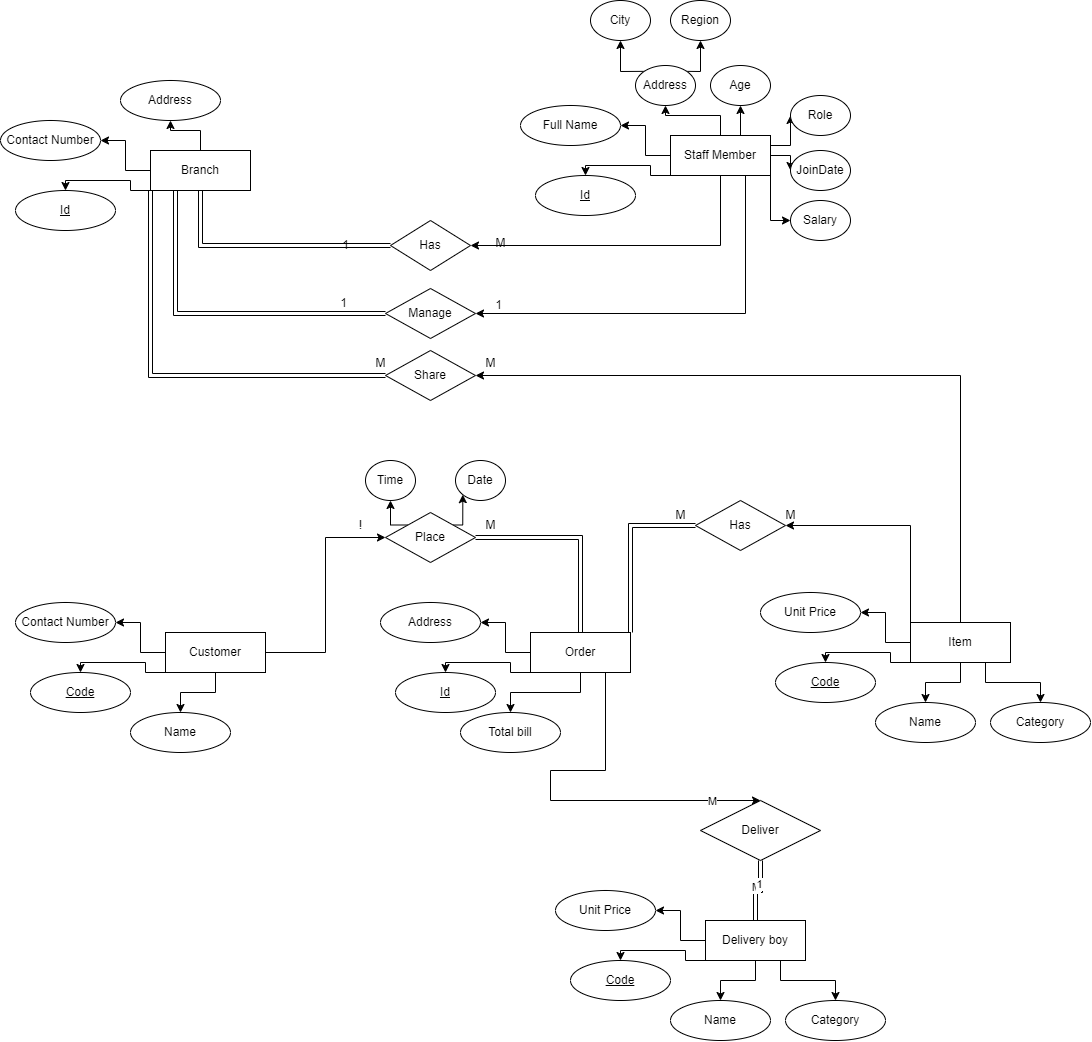 City
Region
Address
Age
Address
Contact Number
Branch
Id
Full Name
Staff Member
Role
JoinDate
Id
Salary
1
Has
M
1
Manage
1
M
Share
M
Time
Date
!
Place
M
M
Has
M
Contact Number
Customer
Code
Name
Address
Order
Id
Total bill
Unit Price
Item
Code
Name
Category
M
Deliver
1
Unit Price
Delivery boy
Code
Name
Category